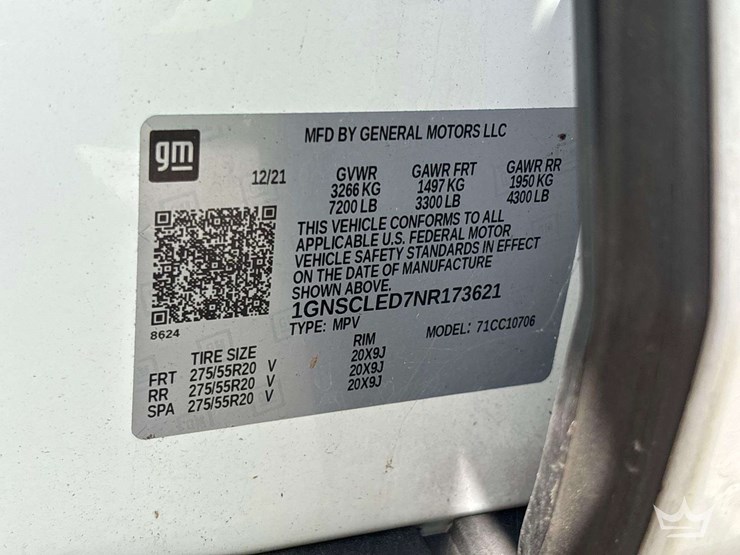 gm
MFD BY GENERAL MOTORS LLC
12/21 GVWR GAWR FRT GAWR RR
3266 KG 1497 KG 1950 KG
7200 LB 3300 LB 4300 LB
THIS VEHICLE CONFORMS TO ALL
APPLICABLE U.S. FEDERAL MOTOR
VEHICLE SAFETY STANDARDS IN EFFECT
ON THE DATE OF MANUFACTURE
SHOWN ABOVE.
1GNSCLED7NR173621
8624
TYPE: MPV MODEL: 71CC10706
TIRE SIZE RIM
FRT 275/55R20 V 20X9J
RR 275/55R20 V 20X9J
SPA 275/55R20 V 20X9J